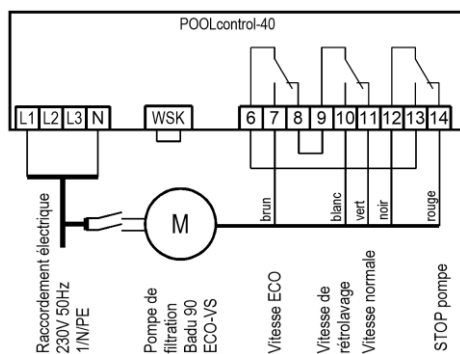 POOLcontrol-40
L1 L2 L3 N WSK 6 7 8 9 10 11 12 13 14
brun
blanc
vert
noir
rouge
M
Raccordement électrique
230V 50Hz
1/N/PE
Pompe de
filtration
Badu 90
ECO-VS
Vitesse ECO
Vitesse de
rétrolavage
Vitesse normale
STOP pompe